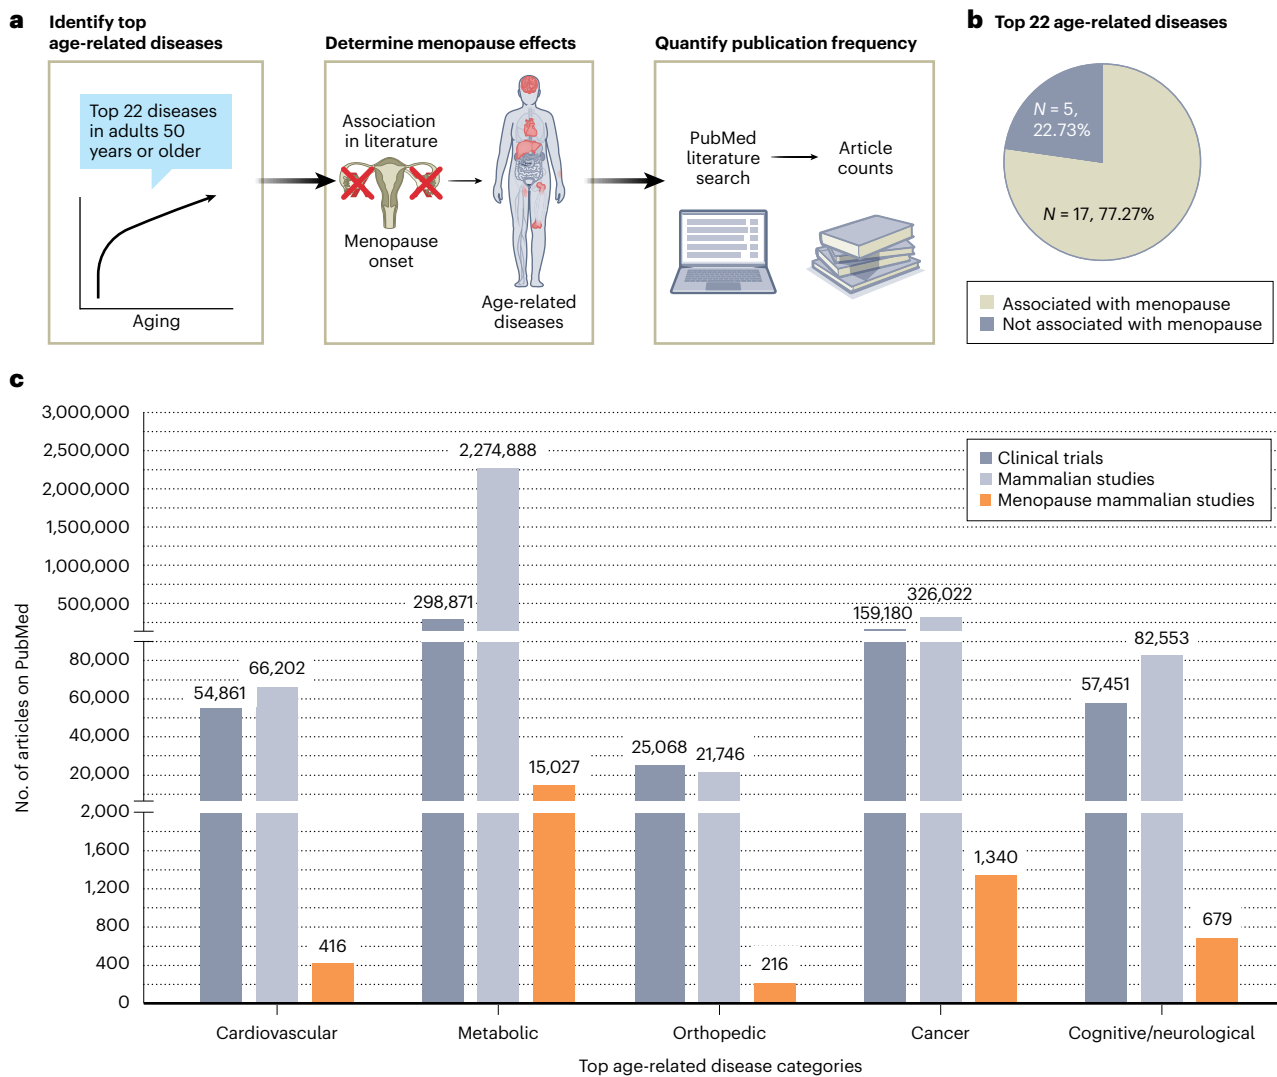 a
Identify top
age-related diseases
Top 22 diseases
in adults 50
years or older
Aging
Determine menopause effects
Association
in literature
Menopause
onset
Age-related
diseases
Quantify publication frequency
PubMed
literature
search
Article
counts
b
Top 22 age-related diseases
N = 5,
22.73%
N = 17, 77.27%
Associated with menopause
Not associated with menopause
c
No. of articles on PubMed
3,000,000
2,500,000
2,000,000
1,500,000
1,000,000
500,000
80,000
60,000
40,000
20,000
2,000
1,600
1,200
800
400
0
Clinical trials
Mammalian studies
Menopause mammalian studies
54,861
66,202
416
298,871
2,274,888
15,027
25,068
21,746
216
159,180
326,022
1,340
57,451
82,553
679
Cardiovascular
Metabolic
Orthopedic
Cancer
Cognitive/neurological
Top age-related disease categories